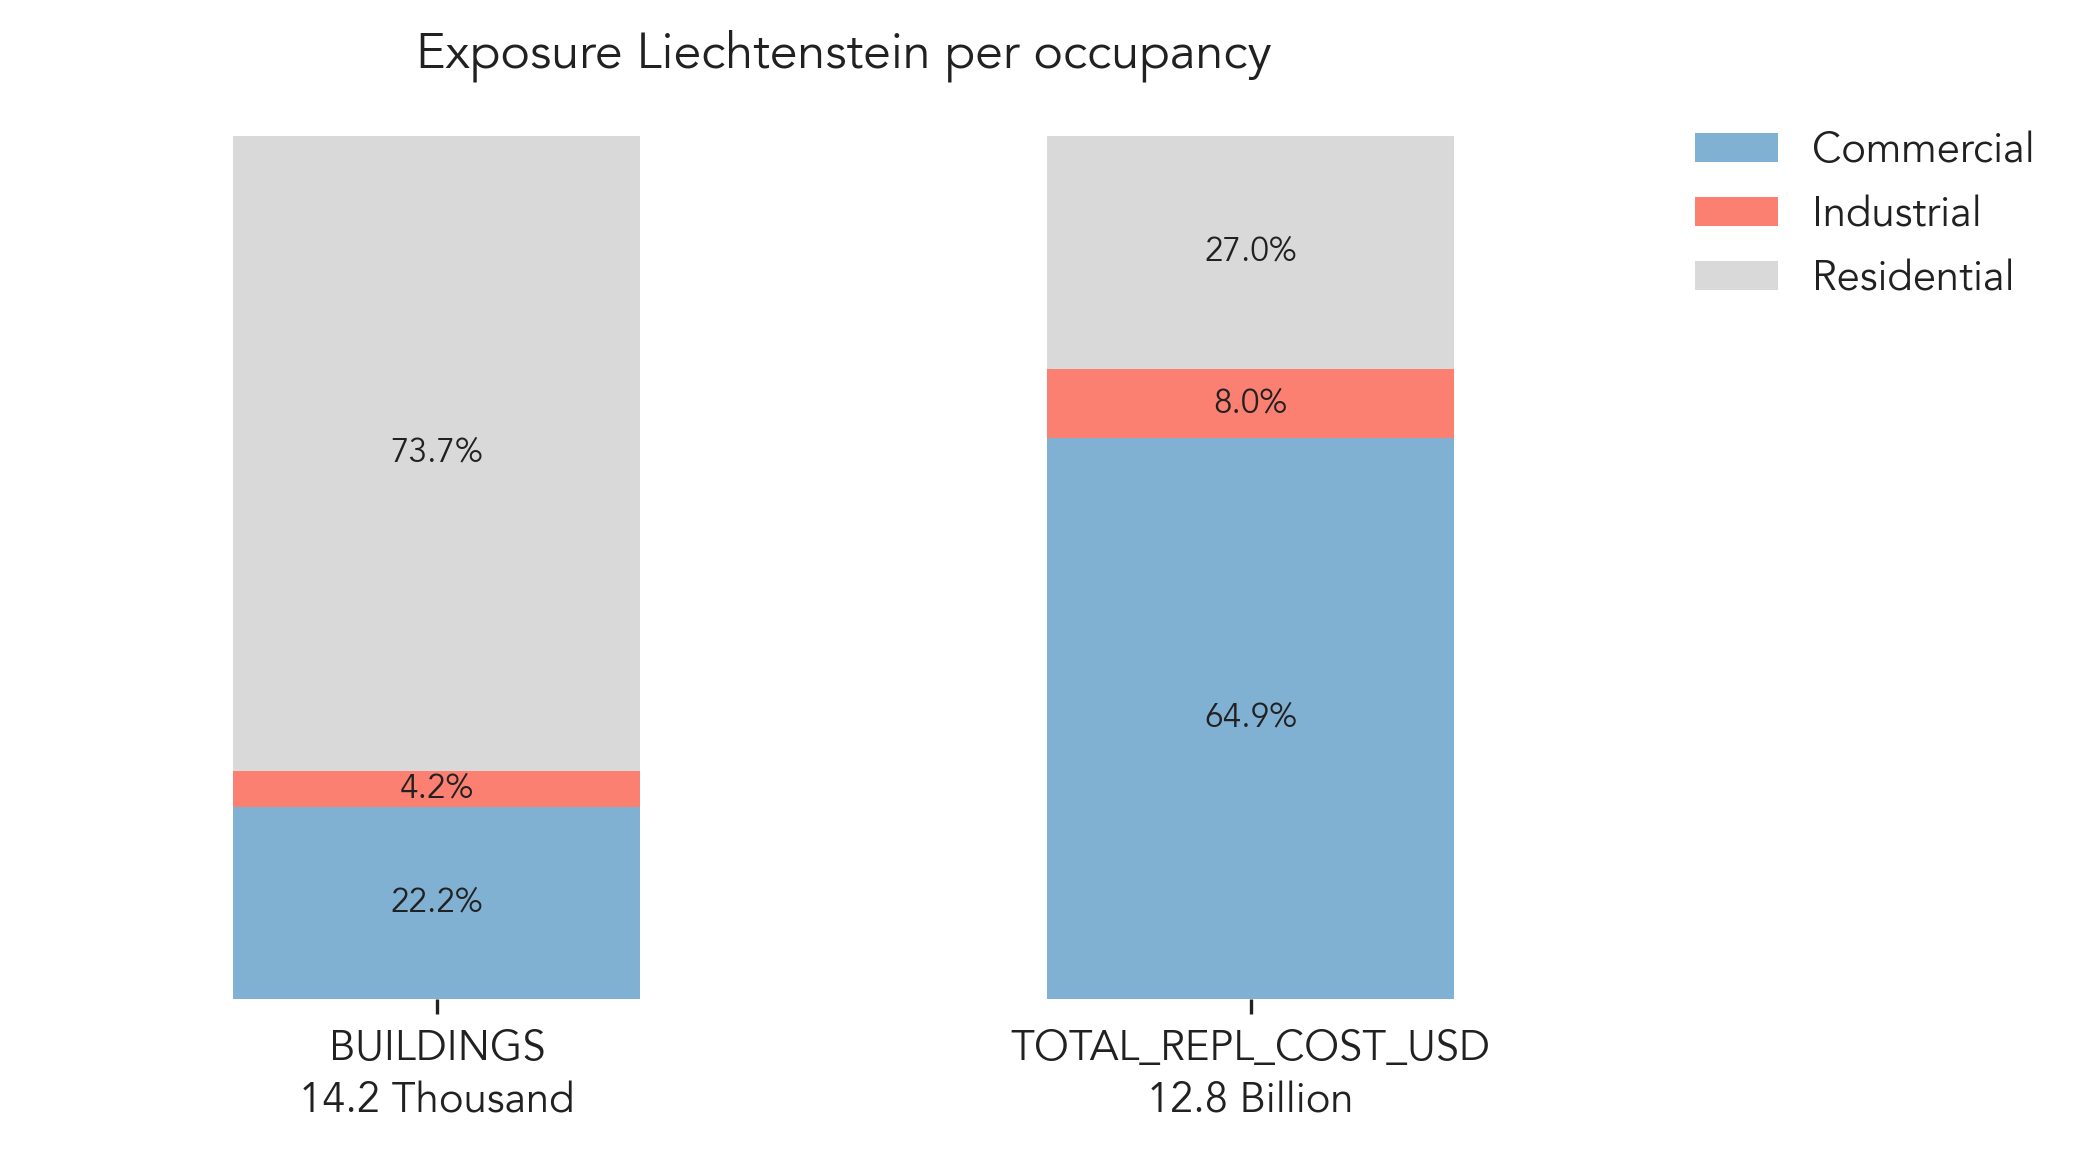 Exposure Liechtenstein per occupancy
Commercial
Industrial
Residential
73.7%
4.2%
22.2%
27.0%
8.0%
64.9%
BUILDINGS
14.2 Thousand
TOTAL_REPL_COST_USD
12.8 Billion